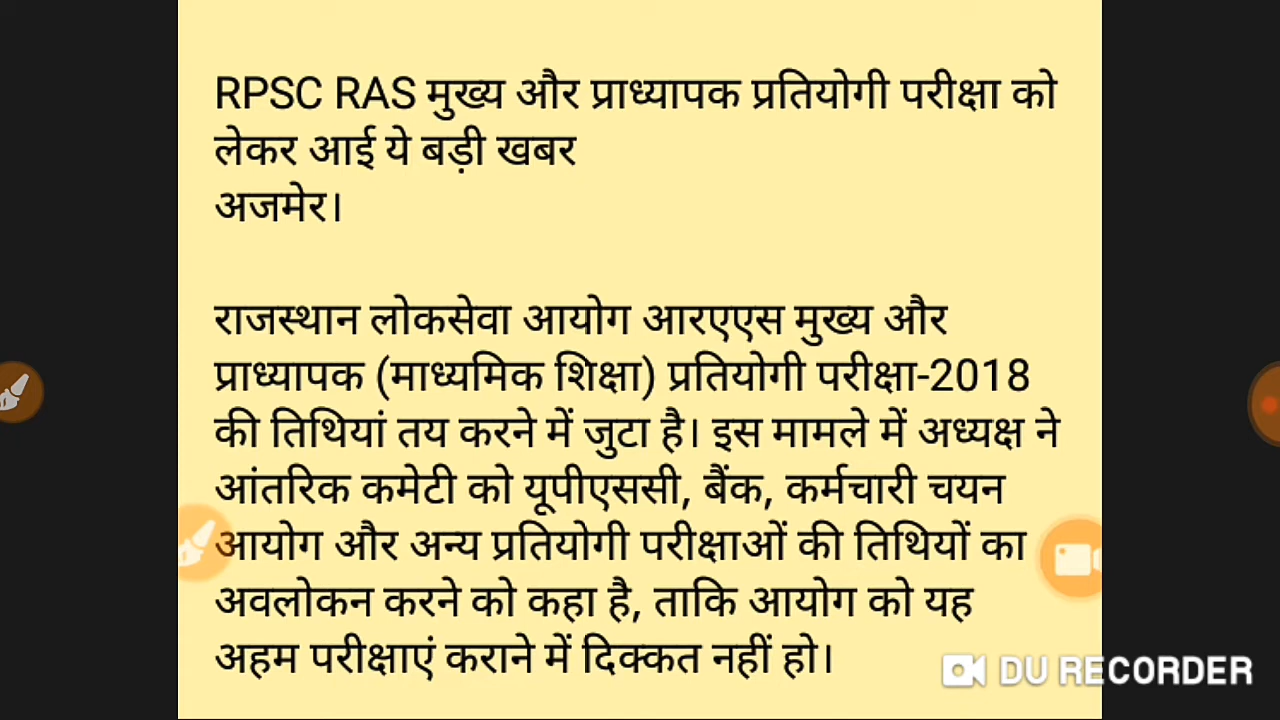 RPSC RAS मुख्य और प्राध्यापक प्रतियोगी परीक्षा को
लेकर आई ये बड़ी खबर
अजमेर।
राजस्थान लोकसेवा आयोग आरएएस मुख्य और
प्राध्यापक (माध्यमिक शिक्षा) प्रतियोगी परीक्षा-2018
की तिथियां तय करने में जुटा है। इस मामले में अध्यक्ष ने
आंतरिक कमेटी को यूपीएससी, बैंक, कर्मचारी चयन
आयोग और अन्य प्रतियोगी परीक्षाओं की तिथियों का
अवलोकन करने को कहा है, ताकि आयोग को यह
अहम परीक्षाएं कराने में दिक्कत नहीं हो।
DU RECORDER